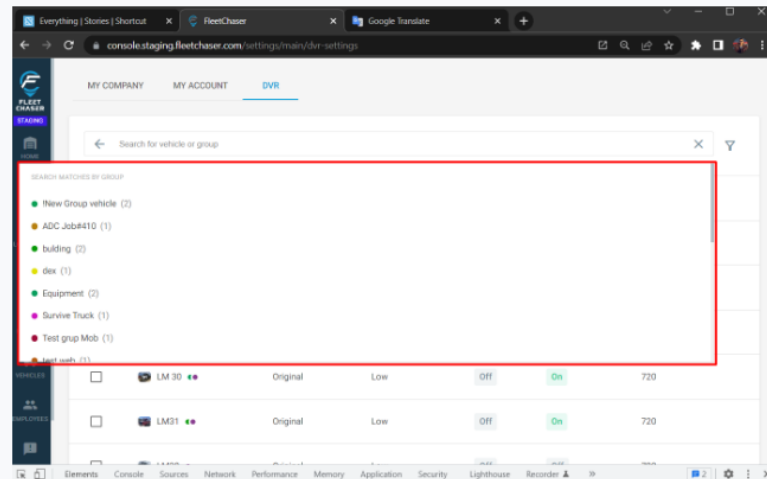 Everything | Stories | Shortcut
FleetChaser
Google Translate
console.staging.fleetchaser.com/settings/main/dvr-settings
FLEET
CHASER
STAGING
HOME
MY COMPANY MY ACCOUNT DVR
Search for vehicle or group
SEARCH MATCHES BY GROUP
!New Group vehicle (2)
ADC Job#410 (1)
bulding (2)
dex (1)
Equipment (2)
Survive Truck (1)
Test grup Mob (1)
test web (1)
VEHICLES
LM 30 Original Low Off On 720
EMPLOYEES
LM31 Original Low Off On 720
Elements Console Sources Network Performance Memory Application Security Lighthouse Recorder » 2